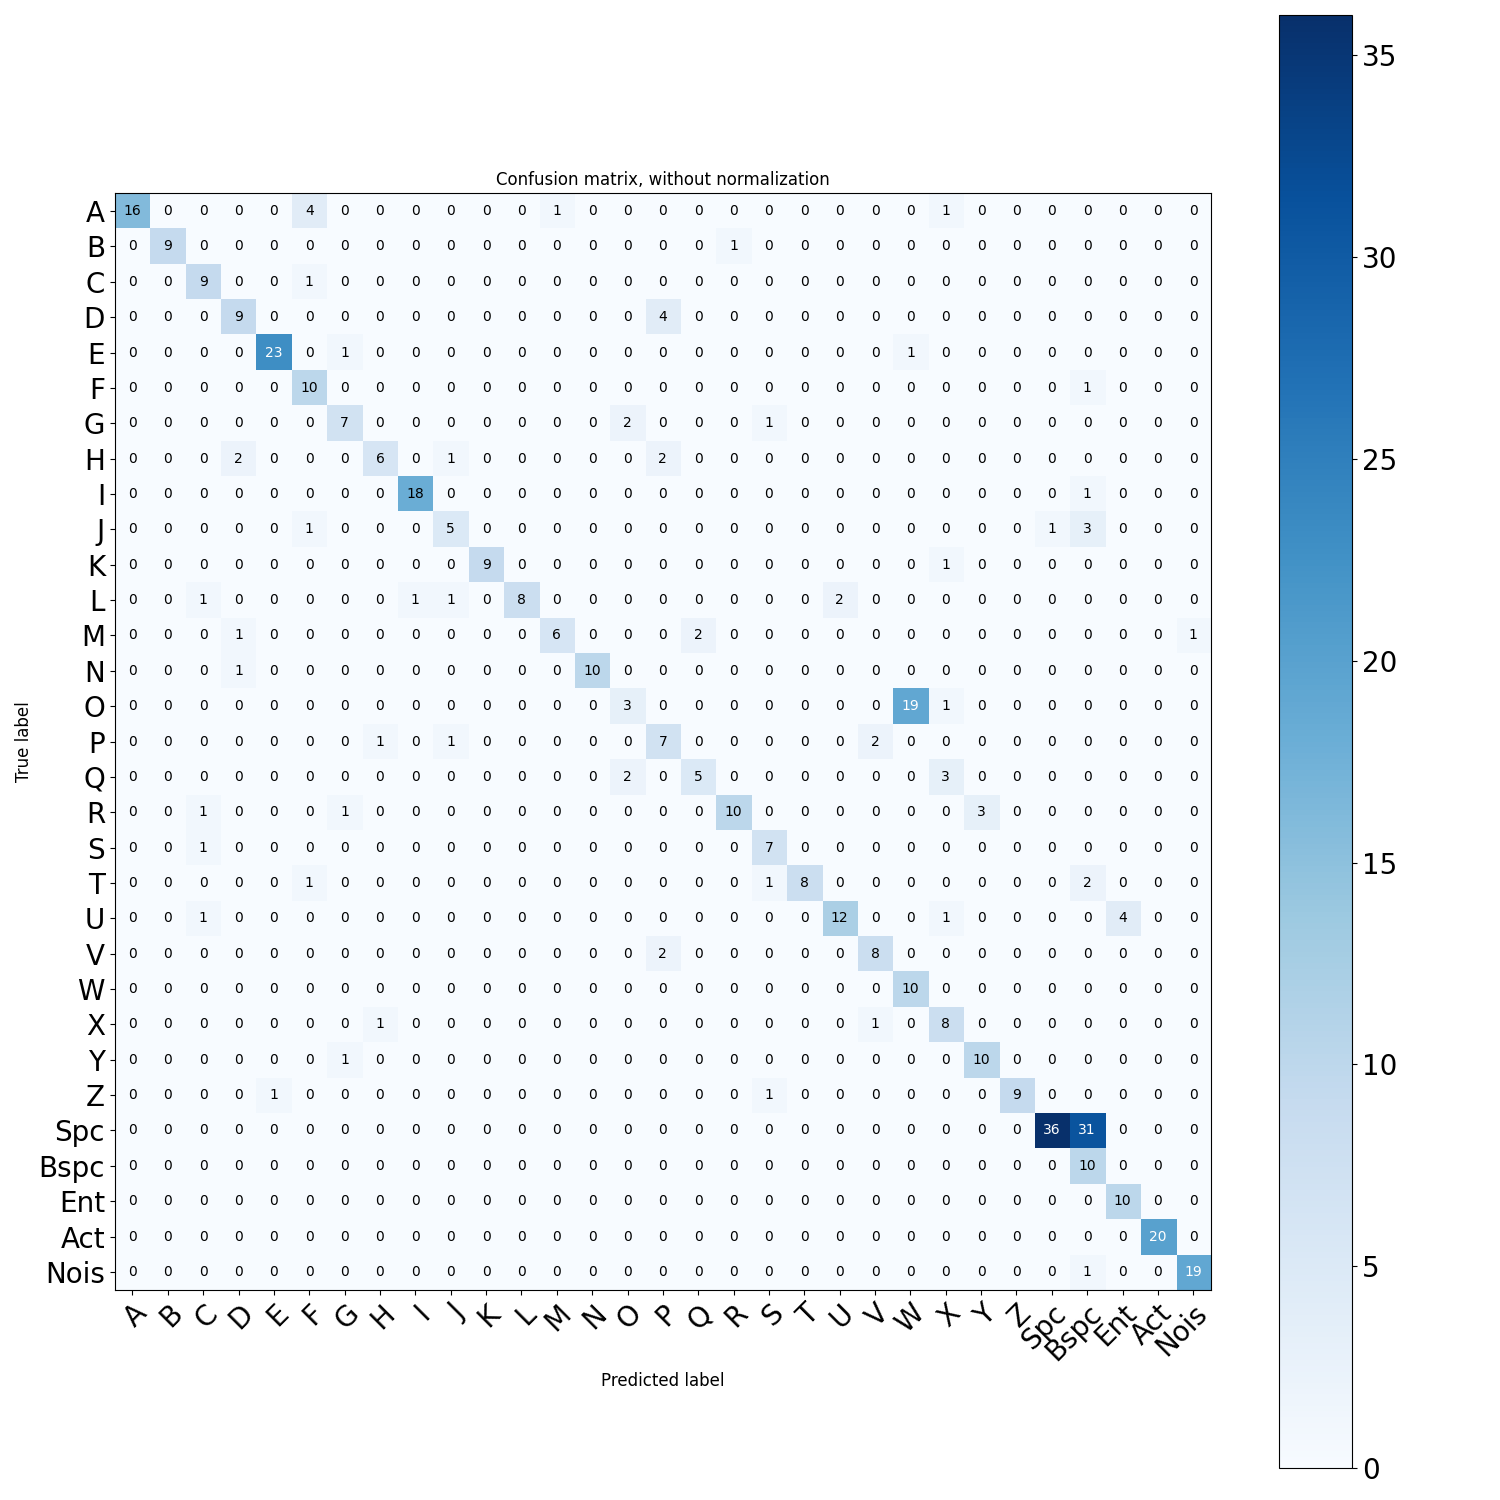 Confusion matrix, without normalization
A 16 0 0 0 0 4 0 0 0 0 0 0 1 0 0 0 0 0 0 0 0 0 0 1 0 0 0 0 0 0 0
B 0 9 0 0 0 0 0 0 0 0 0 0 0 0 0 0 0 1 0 0 0 0 0 0 0 0 0 0 0 0 0
C 0 0 9 0 0 1 0 0 0 0 0 0 0 0 0 0 0 0 0 0 0 0 0 0 0 0 0 0 0 0 0
D 0 0 0 9 0 0 0 0 0 0 0 0 0 0 0 4 0 0 0 0 0 0 0 0 0 0 0 0 0 0 0
E 0 0 0 0 23 0 1 0 0 0 0 0 0 0 0 0 0 0 0 0 0 0 1 0 0 0 0 0 0 0 0
F 0 0 0 0 0 10 0 0 0 0 0 0 0 0 0 0 0 0 0 0 0 0 0 0 0 0 0 1 0 0 0
G 0 0 0 0 0 0 7 0 0 0 0 0 0 0 2 0 0 0 1 0 0 0 0 0 0 0 0 0 0 0 0
H 0 0 0 2 0 0 0 6 0 1 0 0 0 0 0 2 0 0 0 0 0 0 0 0 0 0 0 0 0 0 0
I 0 0 0 0 0 0 0 0 18 0 0 0 0 0 0 0 0 0 0 0 0 0 0 0 0 0 0 1 0 0 0
J 0 0 0 0 0 1 0 0 0 5 0 0 0 0 0 0 0 0 0 0 0 0 0 0 0 0 1 3 0 0 0
K 0 0 0 0 0 0 0 0 0 0 9 0 0 0 0 0 0 0 0 0 0 0 0 1 0 0 0 0 0 0 0
L 0 0 1 0 0 0 0 0 1 1 0 8 0 0 0 0 0 0 0 0 2 0 0 0 0 0 0 0 0 0 0
M 0 0 0 1 0 0 0 0 0 0 0 0 6 0 0 0 2 0 0 0 0 0 0 0 0 0 0 0 0 0 1
N 0 0 0 1 0 0 0 0 0 0 0 0 0 10 0 0 0 0 0 0 0 0 0 0 0 0 0 0 0 0 0
O 0 0 0 0 0 0 0 0 0 0 0 0 0 0 3 0 0 0 0 0 0 0 19 1 0 0 0 0 0 0 0
P 0 0 0 0 0 0 0 1 0 1 0 0 0 0 0 7 0 0 0 0 0 2 0 0 0 0 0 0 0 0 0
Q 0 0 0 0 0 0 0 0 0 0 0 0 0 0 2 0 5 0 0 0 0 0 0 3 0 0 0 0 0 0 0
R 0 0 1 0 0 0 1 0 0 0 0 0 0 0 0 0 0 10 0 0 0 0 0 0 3 0 0 0 0 0 0
S 0 0 1 0 0 0 0 0 0 0 0 0 0 0 0 0 0 0 7 0 0 0 0 0 0 0 0 0 0 0 0
T 0 0 0 0 0 1 0 0 0 0 0 0 0 0 0 0 0 0 1 8 0 0 0 0 0 0 0 2 0 0 0
U 0 0 1 0 0 0 0 0 0 0 0 0 0 0 0 0 0 0 0 0 12 0 0 1 0 0 0 0 4 0 0
V 0 0 0 0 0 0 0 0 0 0 0 0 0 0 0 2 0 0 0 0 0 8 0 0 0 0 0 0 0 0 0
W 0 0 0 0 0 0 0 0 0 0 0 0 0 0 0 0 0 0 0 0 0 0 10 0 0 0 0 0 0 0 0
X 0 0 0 0 0 0 0 1 0 0 0 0 0 0 0 0 0 0 0 0 0 1 0 8 0 0 0 0 0 0 0
Y 0 0 0 0 0 0 1 0 0 0 0 0 0 0 0 0 0 0 0 0 0 0 0 0 10 0 0 0 0 0 0
Z 0 0 0 0 1 0 0 0 0 0 0 0 0 0 0 0 0 0 1 0 0 0 0 0 0 9 0 0 0 0 0
Spc 0 0 0 0 0 0 0 0 0 0 0 0 0 0 0 0 0 0 0 0 0 0 0 0 0 0 36 31 0 0 0
Bspc 0 0 0 0 0 0 0 0 0 0 0 0 0 0 0 0 0 0 0 0 0 0 0 0 0 0 0 10 0 0 0
Ent 0 0 0 0 0 0 0 0 0 0 0 0 0 0 0 0 0 0 0 0 0 0 0 0 0 0 0 0 10 0 0
Act 0 0 0 0 0 0 0 0 0 0 0 0 0 0 0 0 0 0 0 0 0 0 0 0 0 0 0 0 0 20 0
Nois 0 0 0 0 0 0 0 0 0 0 0 0 0 0 0 0 0 0 0 0 0 0 0 0 0 0 0 1 0 0 19
A B C D E F G H I J K L M N O P Q R S T U V W X Y Z Spc Bspc Ent Act Nois
Predicted label
True label
35
30
25
20
15
10
5
0